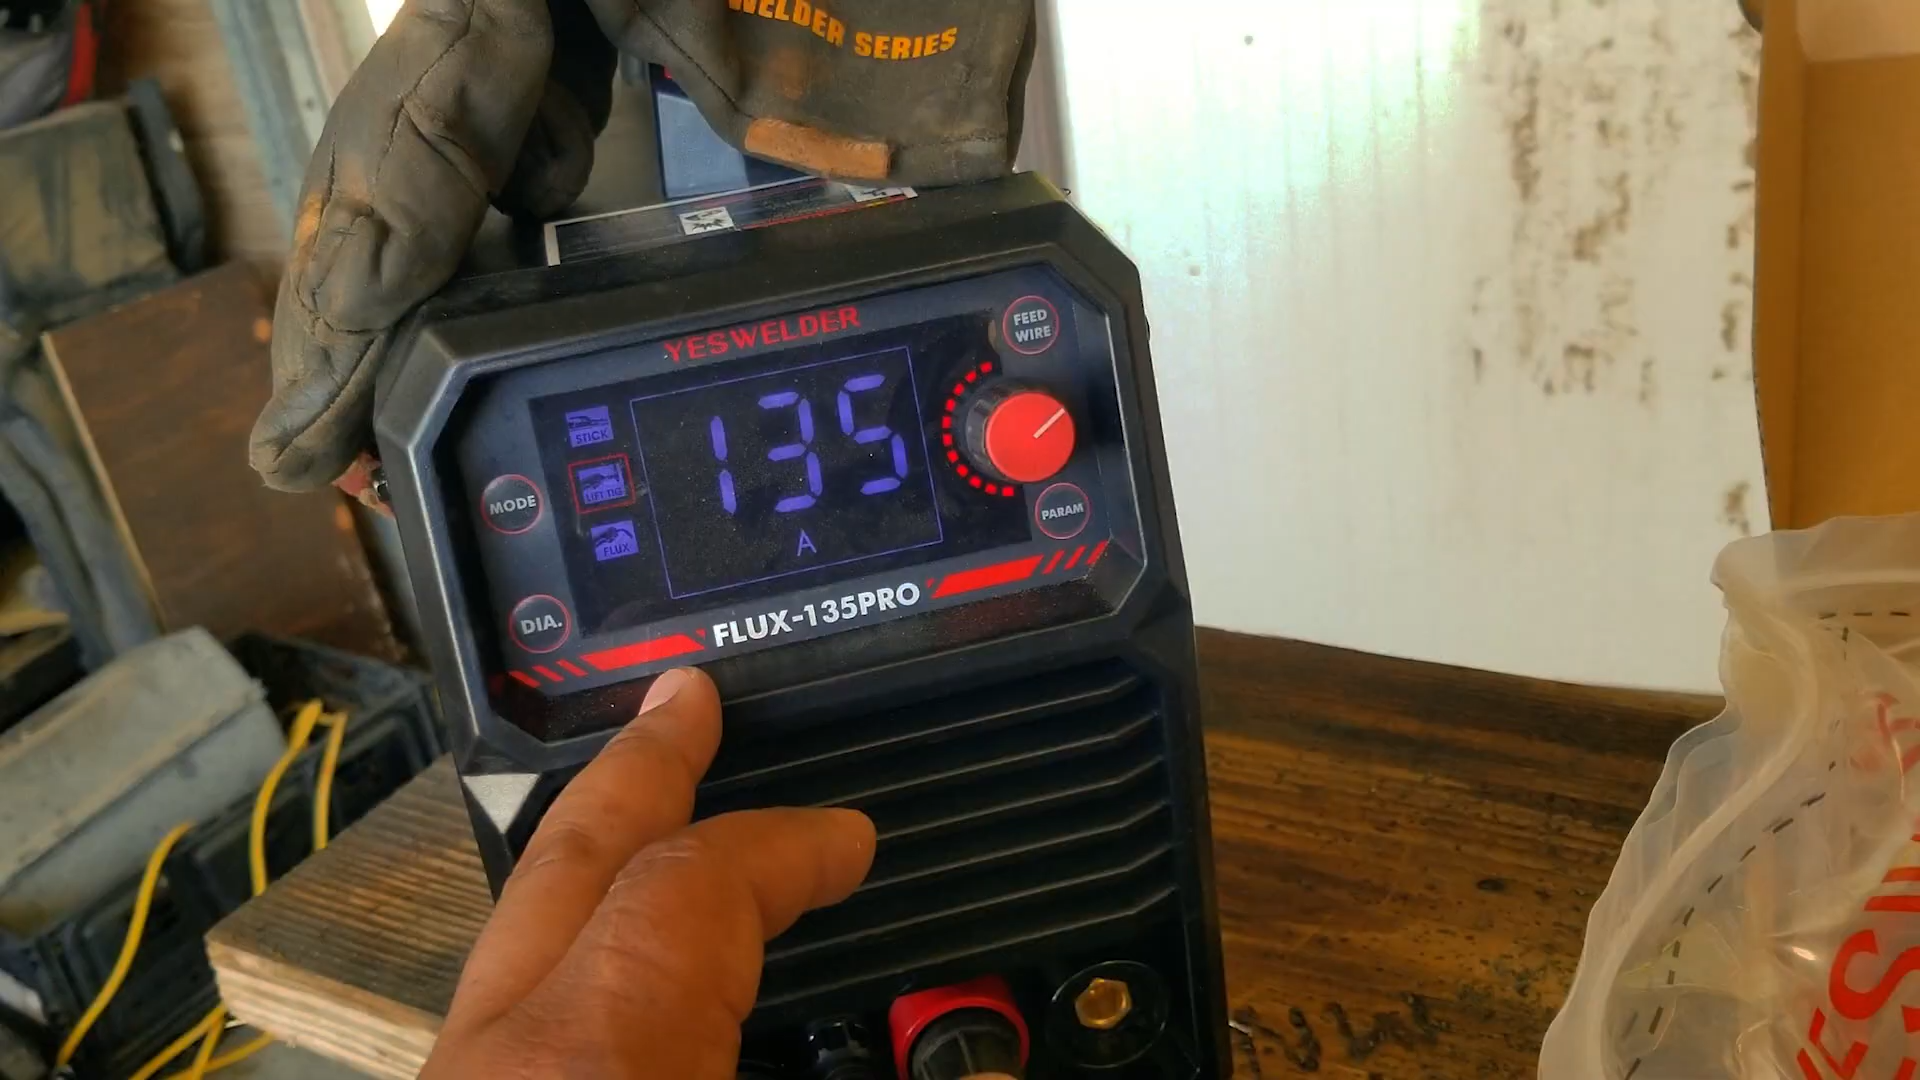 WELDER SERIES
YESWELDER
FEED
WIRE
STICK
135
LIFT TIG
MODE
PARAM
FLUX
A
DIA.
FLUX-135PRO